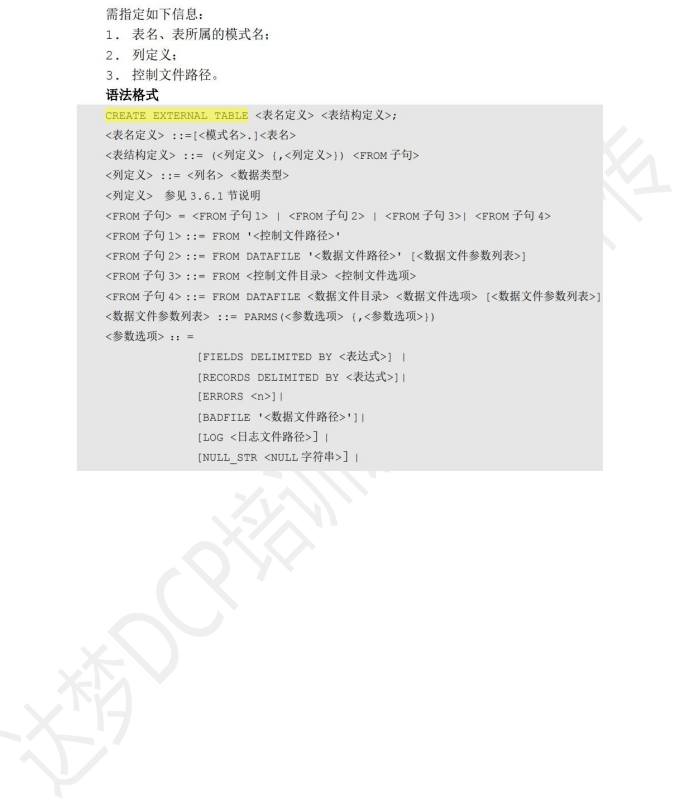 需指定如下信息：
1. 表名、表所属的模式名；
2. 列定义；
3. 控制文件路径。
语法格式
CREATE EXTERNAL TABLE <表名定义> <表结构定义>;
<表名定义> ::=[<模式名>.]<表名>
<表结构定义> ::= (<列定义> {,<列定义>}) <FROM 子句>
<列定义> ::= <列名> <数据类型>
<列定义> 参见 3.6.1 节说明
<FROM 子句> = <FROM 子句 1> | <FROM 子句 2> | <FROM 子句 3>| <FROM 子句 4>
<FROM 子句 1> ::= FROM '<控制文件路径>'
<FROM 子句 2> ::= FROM DATAFILE '<数据文件路径>' [<数据文件参数列表>]
<FROM 子句 3> ::= FROM <控制文件目录> <控制文件选项>
<FROM 子句 4> ::= FROM DATAFILE <数据文件目录> <数据文件选项> [<数据文件参数列表>]
<数据文件参数列表> ::= PARMS(<参数选项> {,<参数选项>})
<参数选项> :: =
[FIELDS DELIMITED BY <表达式>] |
[RECORDS DELIMITED BY <表达式>]|
[ERRORS <n>]|
[BADFILE '<数据文件路径>']|
[LOG <日志文件路径>] |
[NULL_STR <NULL 字符串>] |
达梦DCP培训
传